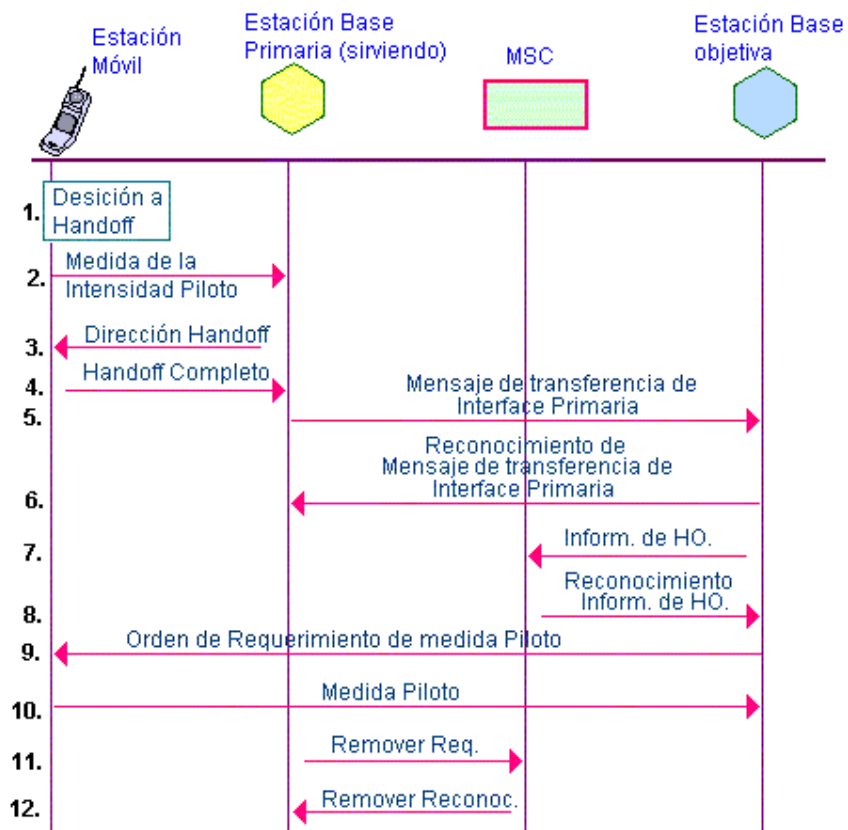 Estación
Móvil
Estación Base
Primaria (sirviendo)
MSC
Estación Base
objetiva
1.
Desición a
Handoff
2.
Medida de la
Intensidad Piloto
3.
Dirección Handoff
4.
Handoff Completo
5.
Mensaje de transferencia de
Interface Primaria
6.
Reconocimiento de
Mensaje de transferencia de
Interface Primaria
7.
Inform. de HO.
8.
Reconocimiento
Inform. de HO.
9.
Orden de Requerimiento de medida Piloto
10.
Medida Piloto
11.
Remover Req.
12.
Remover Reconoc.